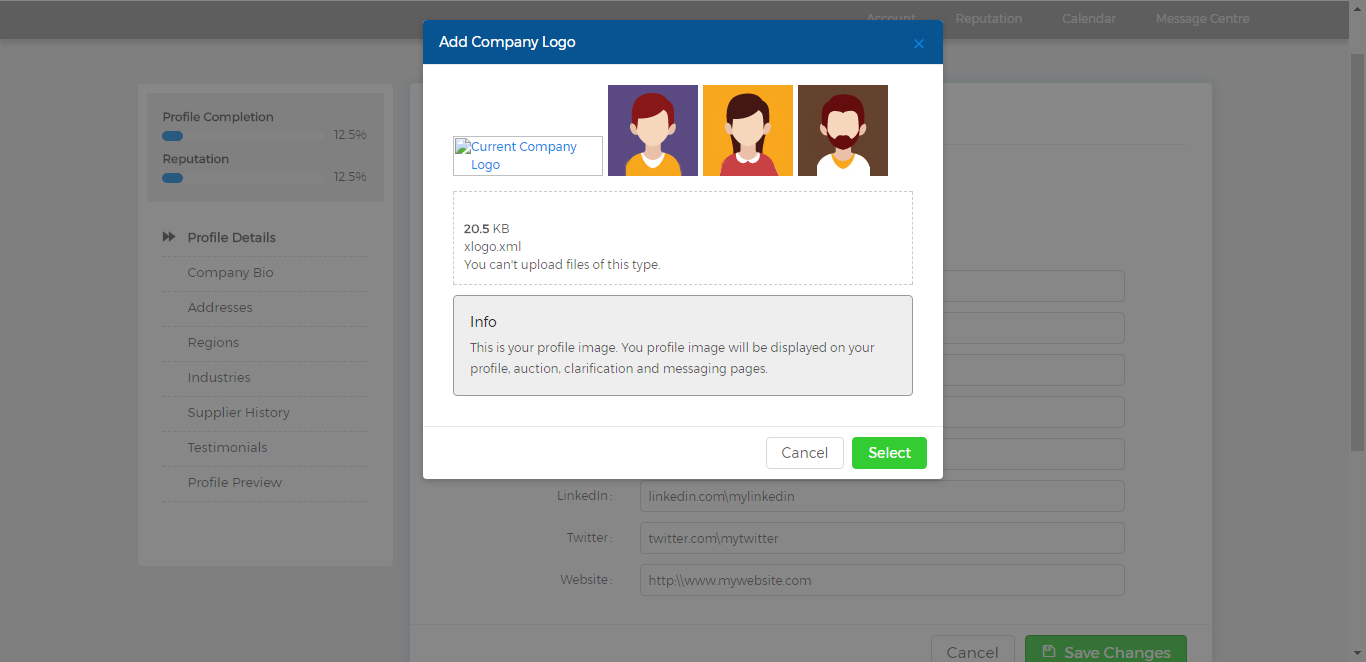 Account Reputation Calendar Message Centre
Add Company Logo ×
Profile Completion
12.5%
Reputation
12.5%
Profile Details
Company Bio
Addresses
Regions
Industries
Supplier History
Testimonials
Profile Preview
Current Company
Logo
20.5 KB
xlogo.xml
You can't upload files of this type.
Info
This is your profile image. You profile image will be displayed on your
profile, auction, clarification and messaging pages.
Cancel Select
LinkedIn: linkedin.com\mylinkedin
Twitter: twitter.com\mytwitter
Website: http:\\www.mywebsite.com
Cancel Save Changes